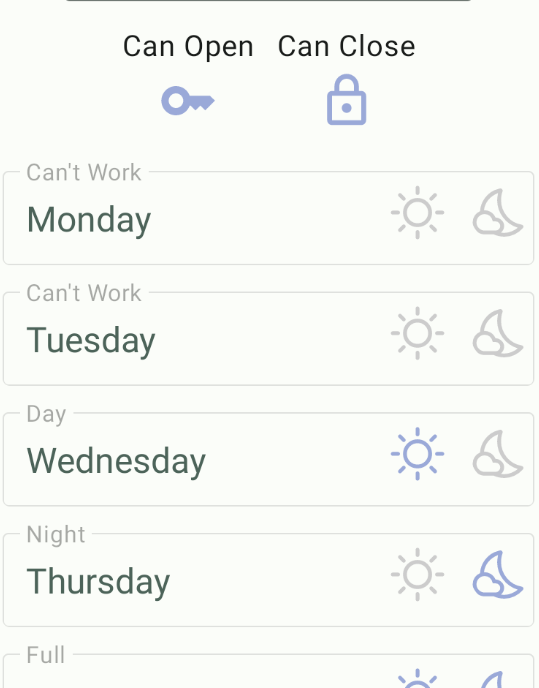 Can Open Can Close
Can't Work
Monday
Can't Work
Tuesday
Day
Wednesday
Night
Thursday
Full